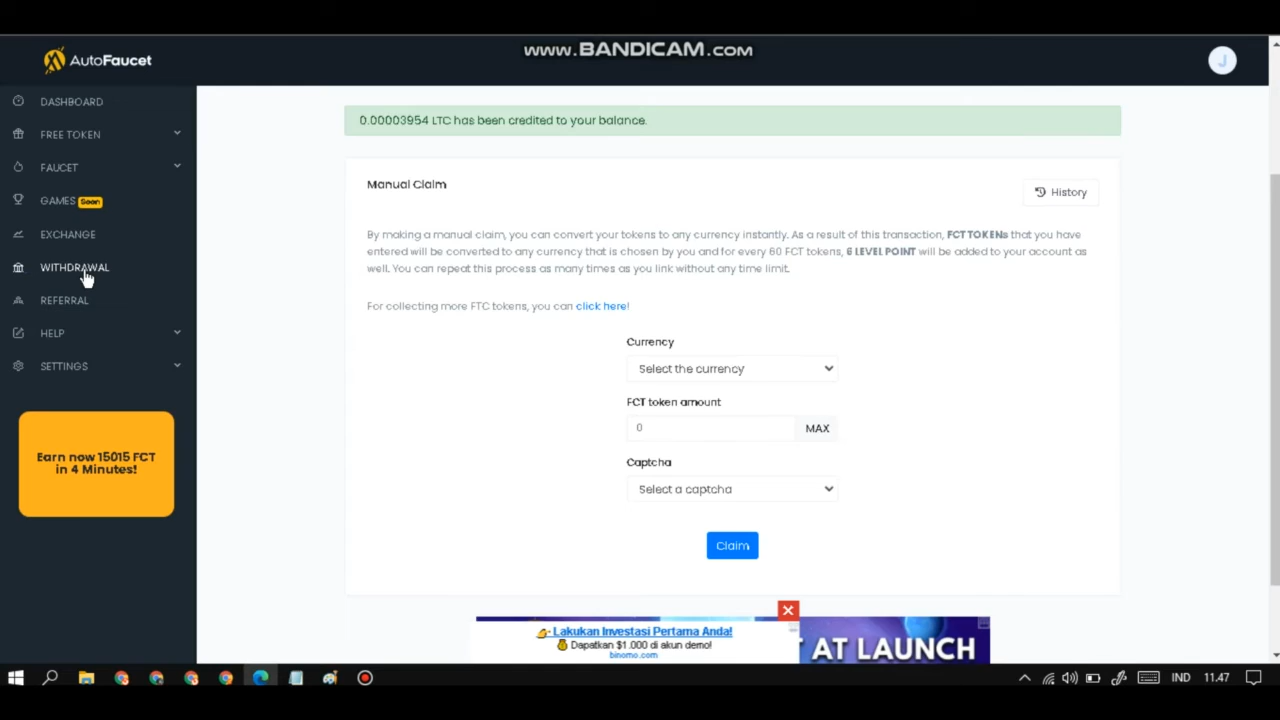 www.BANDICAM.com
AutoFaucet
J
DASHBOARD
FREE TOKEN
FAUCET
GAMES Soon
EXCHANGE
WITHDRAWAL
REFERRAL
HELP
SETTINGS
Earn now 15015 FCT
in 4 Minutes!
0.00003954 LTC has been credited to your balance.
Manual Claim
History
By making a manual claim, you can convert your tokens to any currency instantly. As a result of this transaction, FCT TOKENs that you have
entered will be converted to any currency that is chosen by you and for every 60 FCT tokens, 6 LEVEL POINT will be added to your account as
well. You can repeat this process as many times as you link without any time limit.
For collecting more FTC tokens, you can click here!
Currency
Select the currency
FCT token amount
0 MAX
Captcha
Select a captcha
Claim
Lakukan Investasi Pertama Anda!
Dapatkan $1.000 di akun demo!
binomo.com
AT LAUNCH
IND 11.47